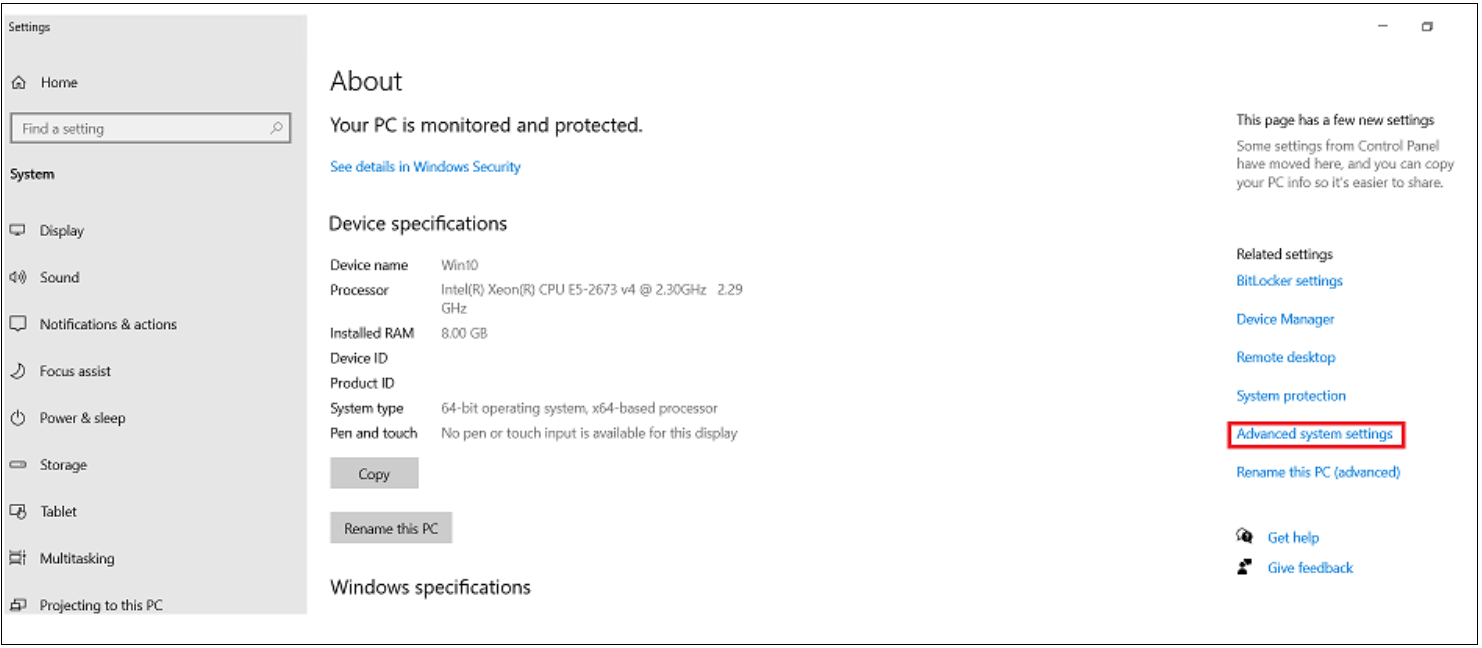 Settings
Home
Find a setting
System
Display
Sound
Notifications & actions
Focus assist
Power & sleep
Storage
Tablet
Multitasking
Projecting to this PC
About
Your PC is monitored and protected.
See details in Windows Security
Device specifications
Device name Win10
Processor Intel(R) Xeon(R) CPU E5-2673 v4 @ 2.30GHz 2.29
GHz
Installed RAM 8.00 GB
Device ID
Product ID
System type 64-bit operating system, x64-based processor
Pen and touch No pen or touch input is available for this display
Copy
Rename this PC
Windows specifications
This page has a few new settings
Some settings from Control Panel
have moved here, and you can copy
your PC info so it's easier to share.
Related settings
BitLocker settings
Device Manager
Remote desktop
System protection
Advanced system settings
Rename this PC (advanced)
Get help
Give feedback